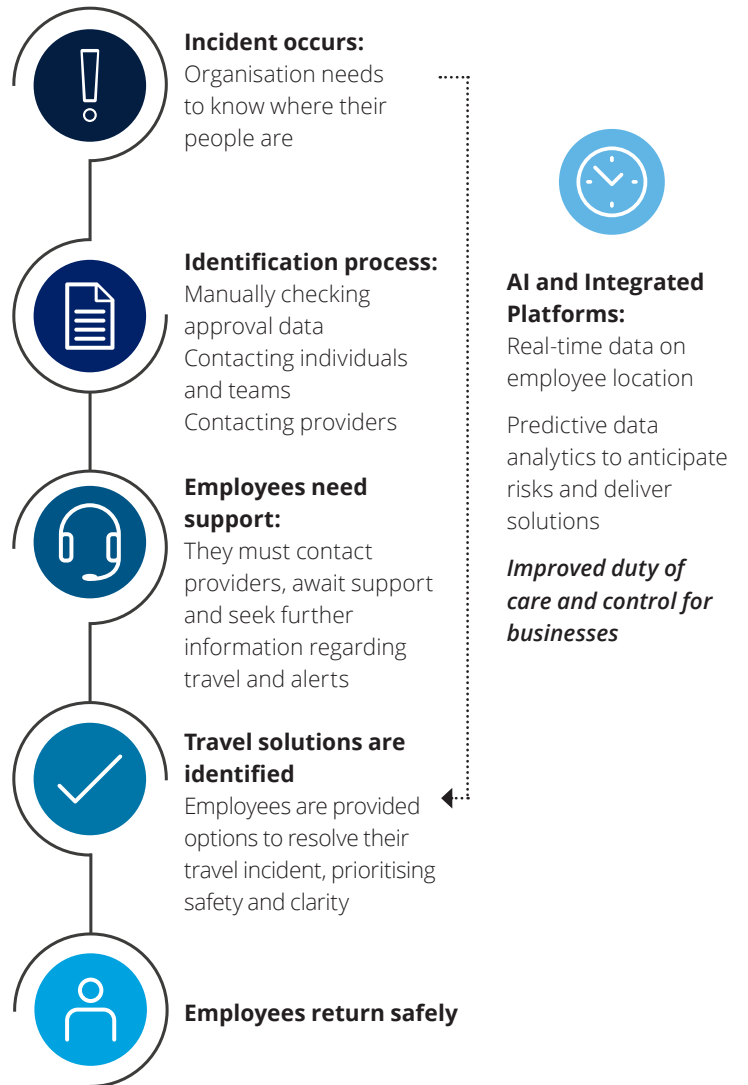 Incident occurs:
Organisation needs
to know where their
people are
Identification process:
Manually checking
approval data
Contacting individuals
and teams
Contacting providers
Employees need
support:
They must contact
providers, await support
and seek further
information regarding
travel and alerts
Travel solutions are
identified
Employees are provided
options to resolve their
travel incident, prioritising
safety and clarity
Employees return safely
AI and Integrated
Platforms:
Real-time data on
employee location
Predictive data
analytics to anticipate
risks and deliver
solutions
Improved duty of
care and control for
businesses